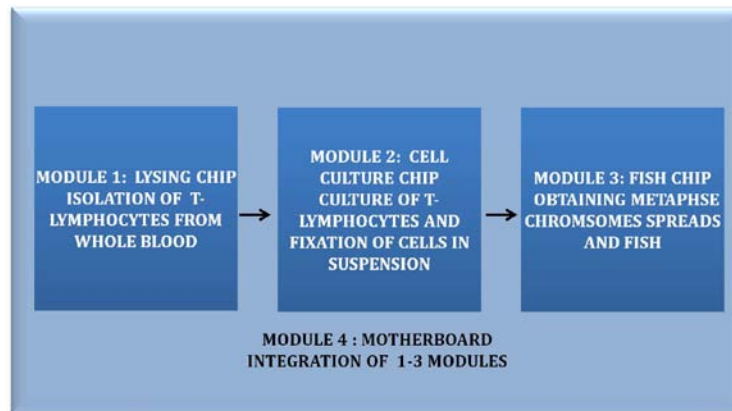 MODULE 1: LYSING CHIP
ISOLATION OF T-
LYMPHOCYTES FROM
WHOLE BLOOD
MODULE 2: CELL
CULTURE CHIP
CULTURE OF T-
LYMPHOCYTES AND
FIXATION OF CELLS IN
SUSPENSION
MODULE 3: FISH CHIP
OBTAINING METAPHSE
CHROMSOMES SPREADS
AND FISH
MODULE 4 : MOTHERBOARD
INTEGRATION OF 1-3 MODULES